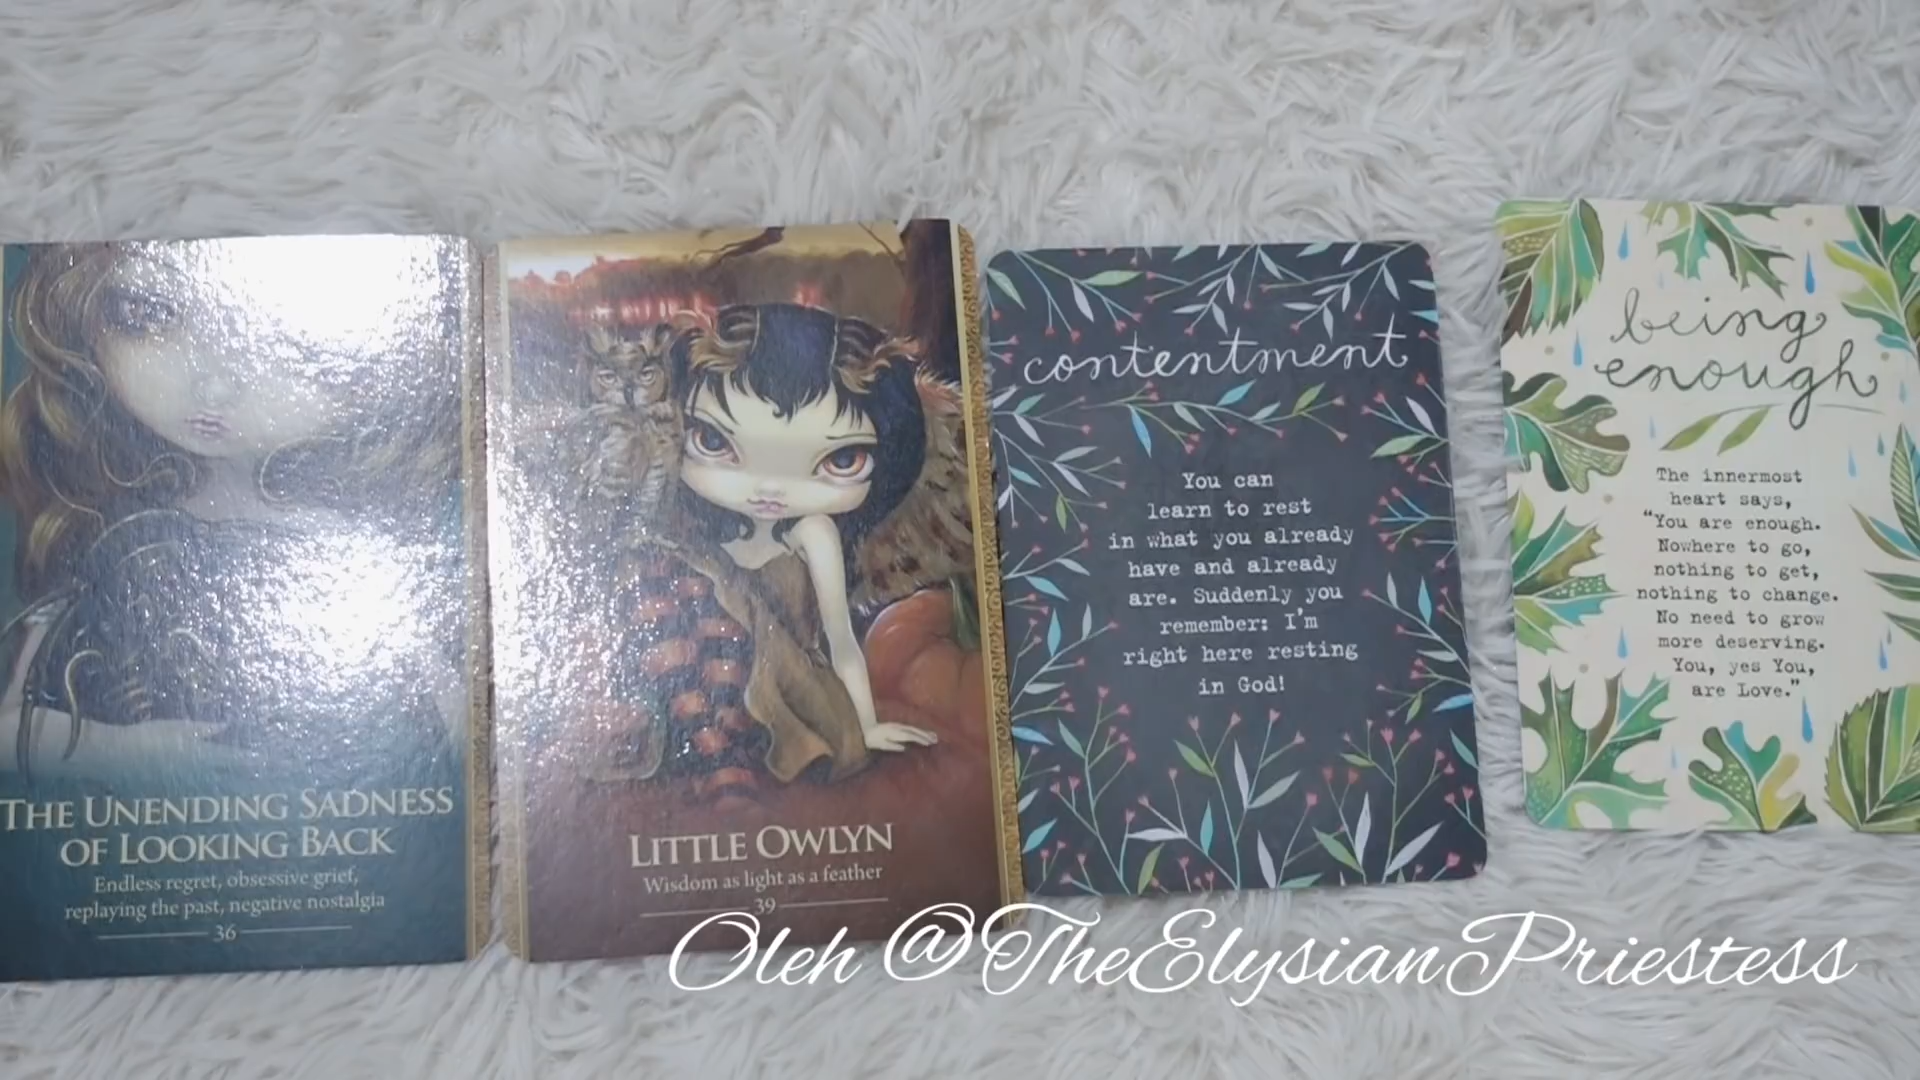 THE UNENDING SADNESS
OF LOOKING BACK
Endless regret, obsessive grief,
replaying the past, negative nostalgia
36
LITTLE OWLYN
Wisdom as light as a feather
39
contentment
You can
learn to rest
in what you already
have and already
are. Suddenly you
remember: I'm
right here resting
in God!
being
enough
The innermost
heart says,
"You are enough.
Nowhere to go,
nothing to get,
nothing to change.
No need to grow
more deserving.
You, yes You,
are Love."
Oleh @TheElysianPriestess